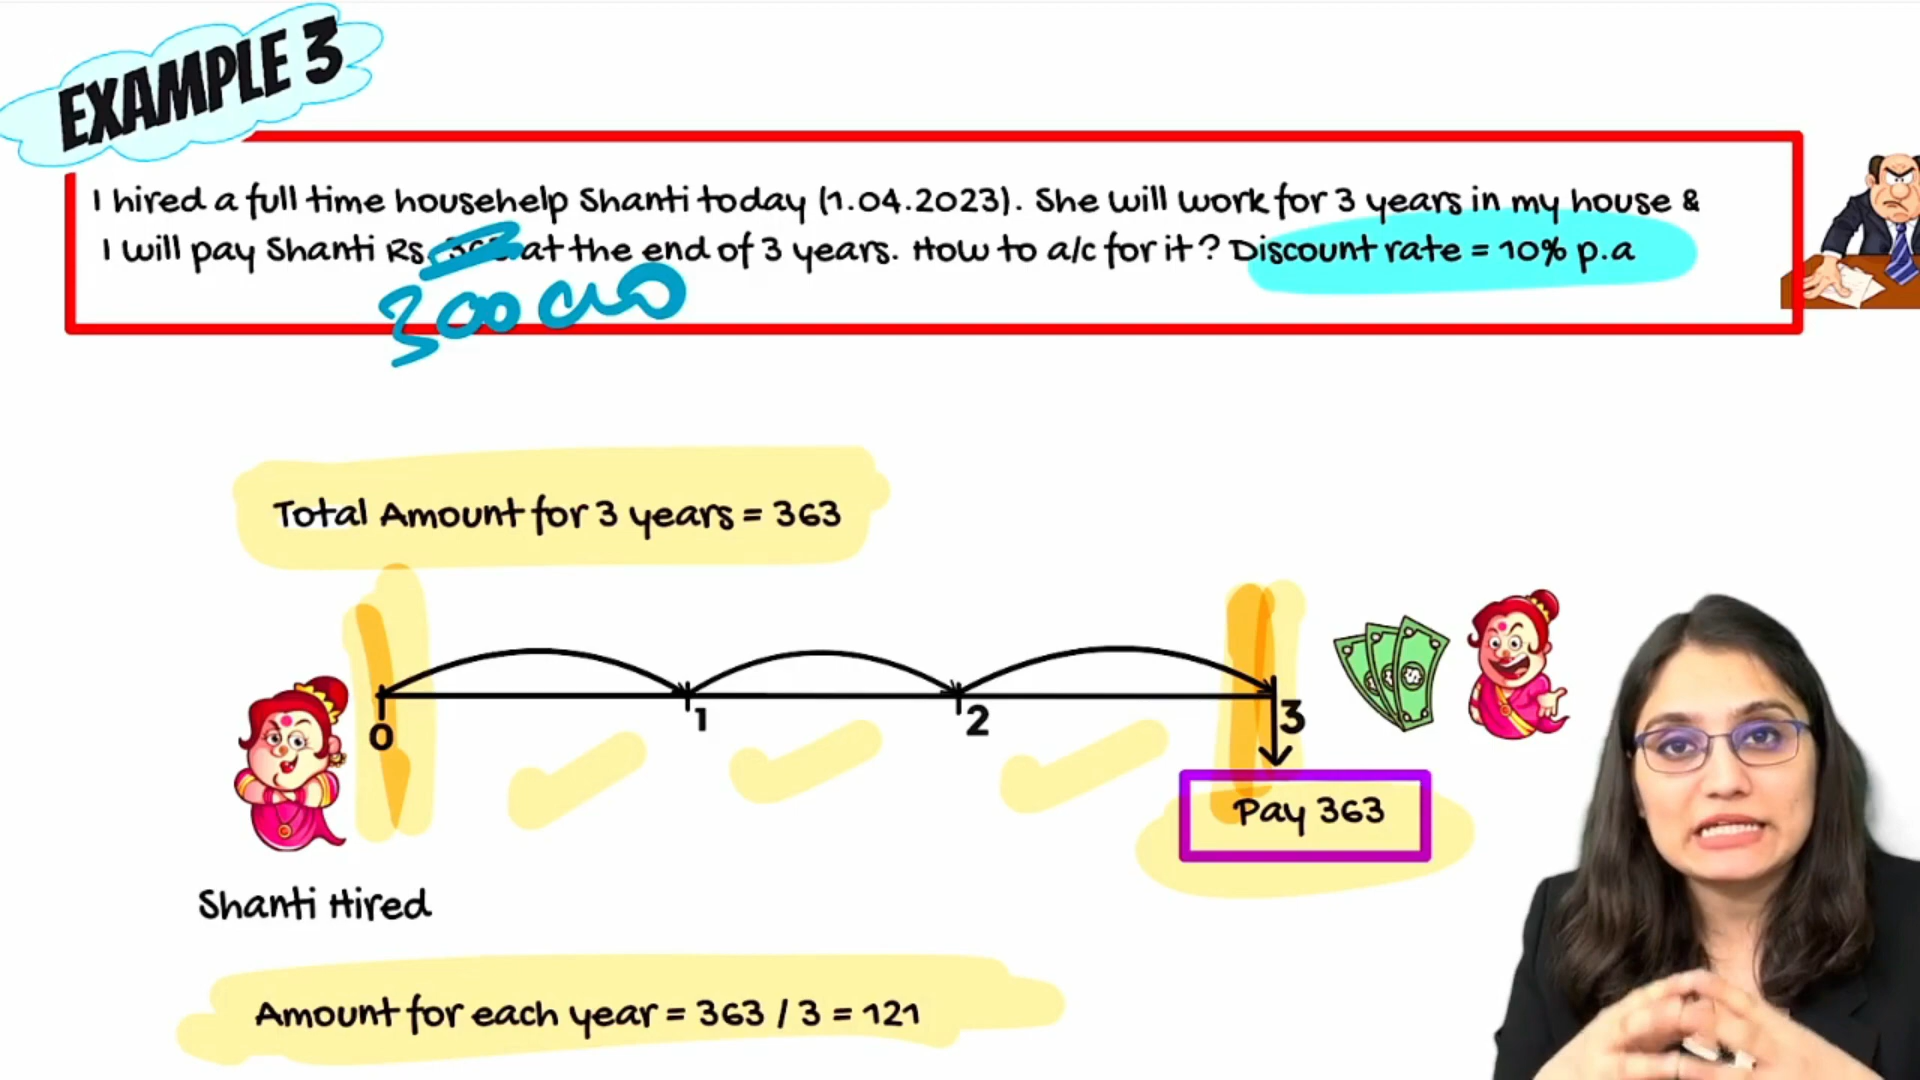 EXAMPLE 3
I hired a full time househelp Shanti today (1.04.2023). She will work for 3 years in my house &
I will pay Shanti Rs at the end of 3 years. How to a/c for it? Discount rate = 10% p.a
Total Amount for 3 years = 363
0 1 2 3
Pay 363
Shanti Hired
Amount for each year = 363 / 3 = 121